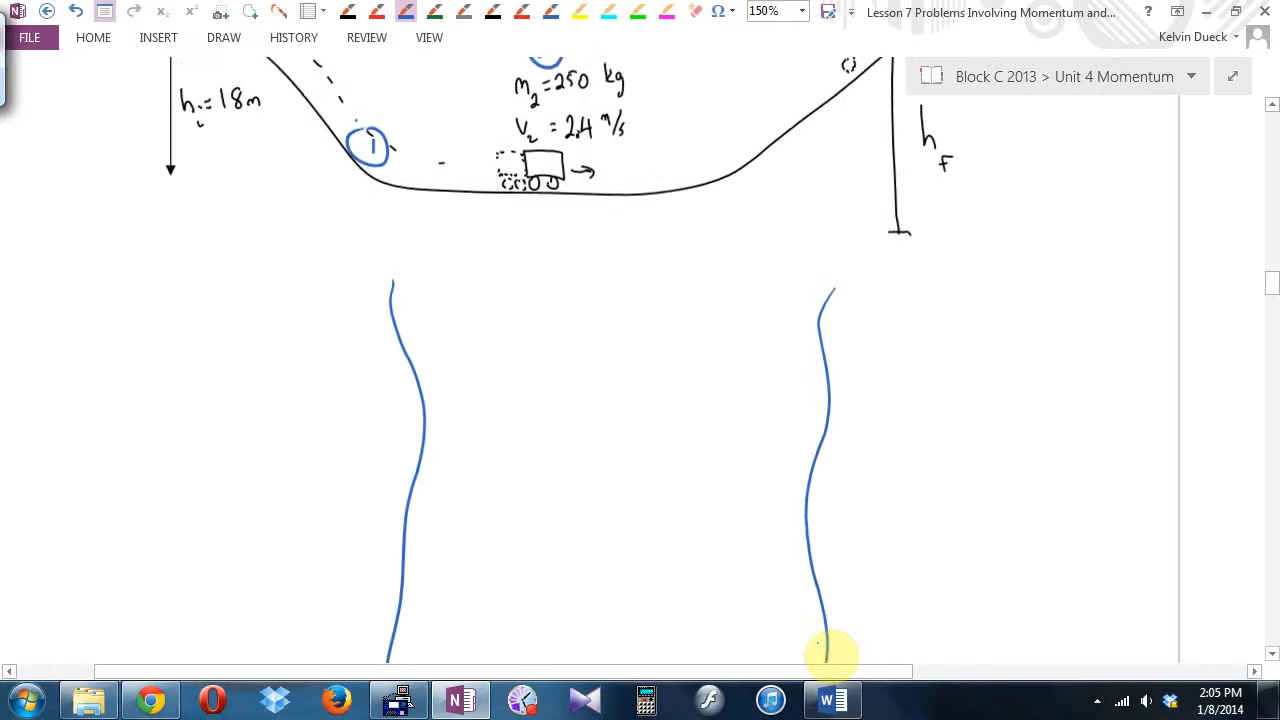 150%
Lesson 7 Problems Involving Momentum and...
FILE
HOME
INSERT
DRAW
HISTORY
REVIEW
VIEW
Kelvin Dueck
Block C 2013 > Unit 4 Momentum
hᵢ = 18m
m₂ = 250 kg
v₂ = 2.4 m/s
1
h_F
2:05 PM
1/8/2014